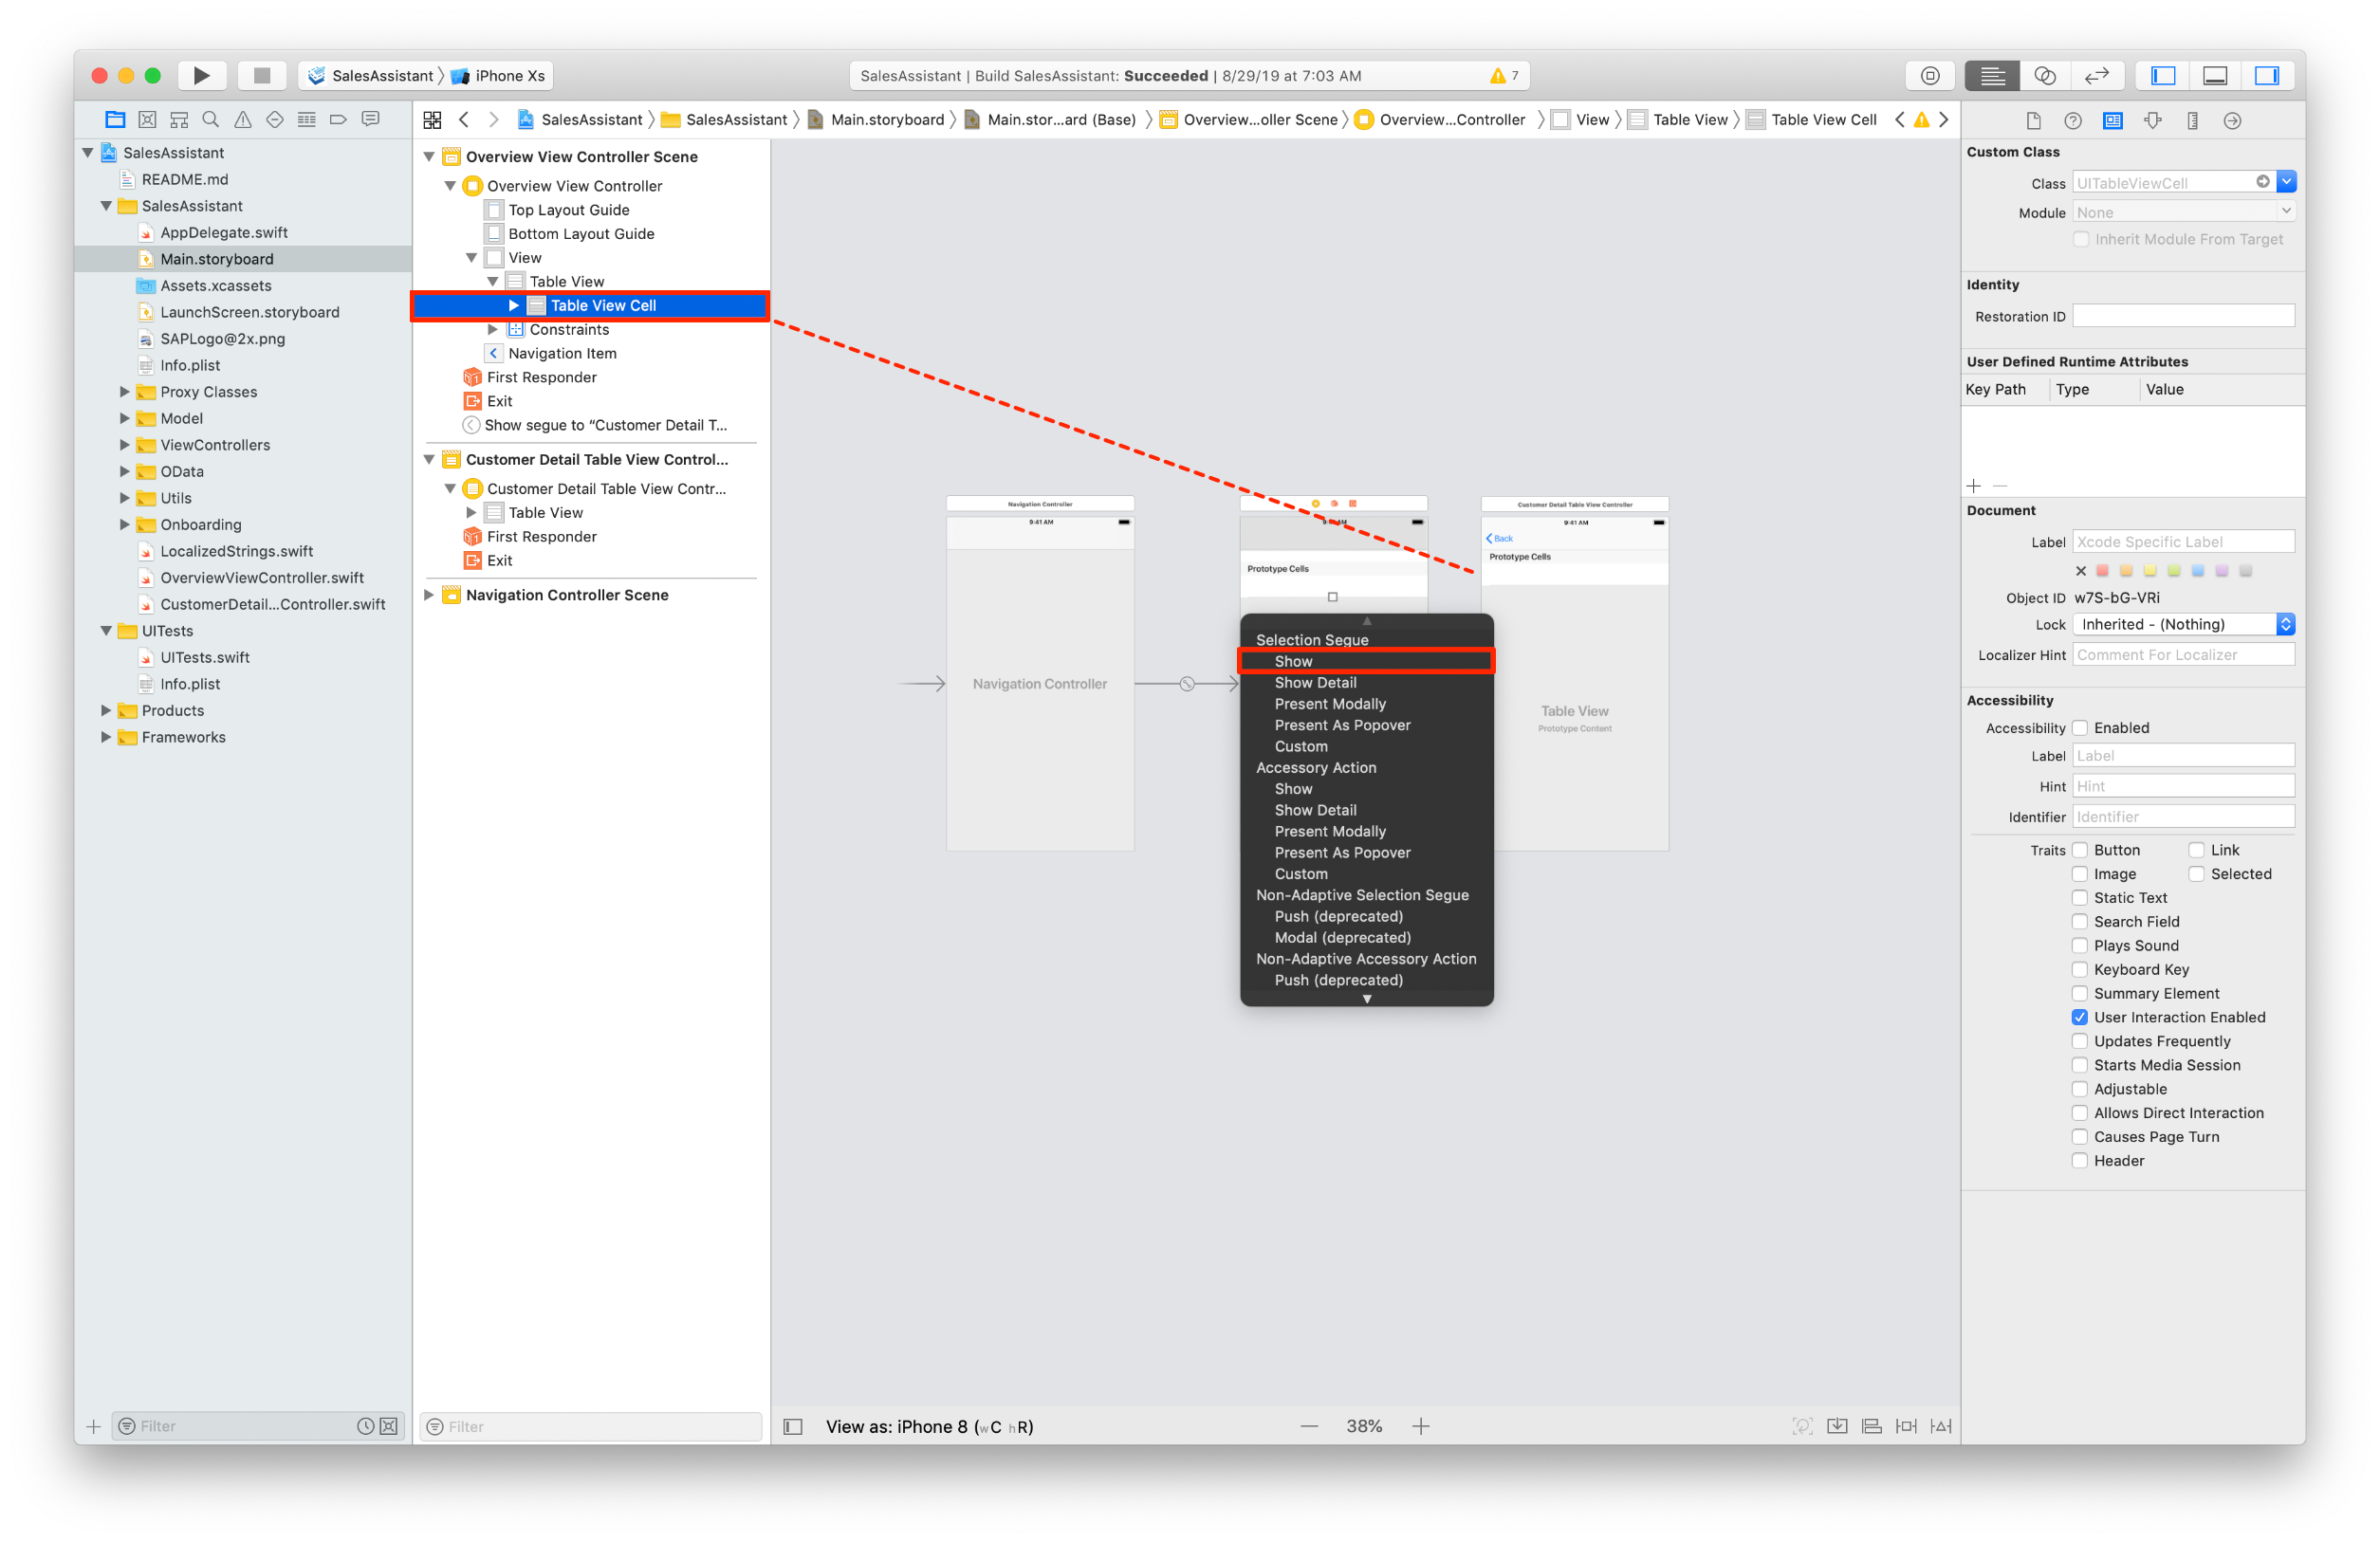 SalesAssistant
iPhone Xs
SalesAssistant | Build SalesAssistant: Succeeded | 8/29/19 at 7:03 AM
7
SalesAssistant
README.md
SalesAssistant
AppDelegate.swift
Main.storyboard
Assets.xcassets
LaunchScreen.storyboard
SAPLogo@2x.png
Info.plist
Proxy Classes
Model
ViewControllers
OData
Utils
Onboarding
LocalizedStrings.swift
OverviewViewController.swift
CustomerDetail...Controller.swift
UITests
UITests.swift
Info.plist
Products
Frameworks
Filter
SalesAssistant
SalesAssistant
Main.storyboard
Main.stor...ard (Base)
Overview...oller Scene
Overview...Controller
View
Table View
Table View Cell
Overview View Controller Scene
Overview View Controller
Top Layout Guide
Bottom Layout Guide
View
Table View
Table View Cell
Constraints
Navigation Item
First Responder
Exit
Show segue to “Customer Detail T...
Customer Detail Table View Control...
Customer Detail Table View Contr...
Table View
First Responder
Exit
Navigation Controller Scene
Filter
Navigation Controller
9:41 AM
Navigation Controller
Prototype Cells
Customer Detail Table View Controller
9:41 AM
Back
Prototype Cells
Table View
Prototype Content
Selection Segue
Show
Show Detail
Present Modally
Present As Popover
Custom
Accessory Action
Show
Show Detail
Present Modally
Present As Popover
Custom
Non-Adaptive Selection Segue
Push (deprecated)
Modal (deprecated)
Non-Adaptive Accessory Action
Push (deprecated)
View as: iPhone 8 (wC hR)
38%
Custom Class
Class UITableViewCell
Module None
Inherit Module From Target
Identity
Restoration ID
User Defined Runtime Attributes
Key Path Type Value
Document
Label Xcode Specific Label
Object ID w7S-bG-VRi
Lock Inherited - (Nothing)
Localizer Hint Comment For Localizer
Accessibility
Accessibility Enabled
Label Label
Hint Hint
Identifier Identifier
Traits Button Link
Image Selected
Static Text
Search Field
Plays Sound
Keyboard Key
Summary Element
User Interaction Enabled
Updates Frequently
Starts Media Session
Adjustable
Allows Direct Interaction
Causes Page Turn
Header